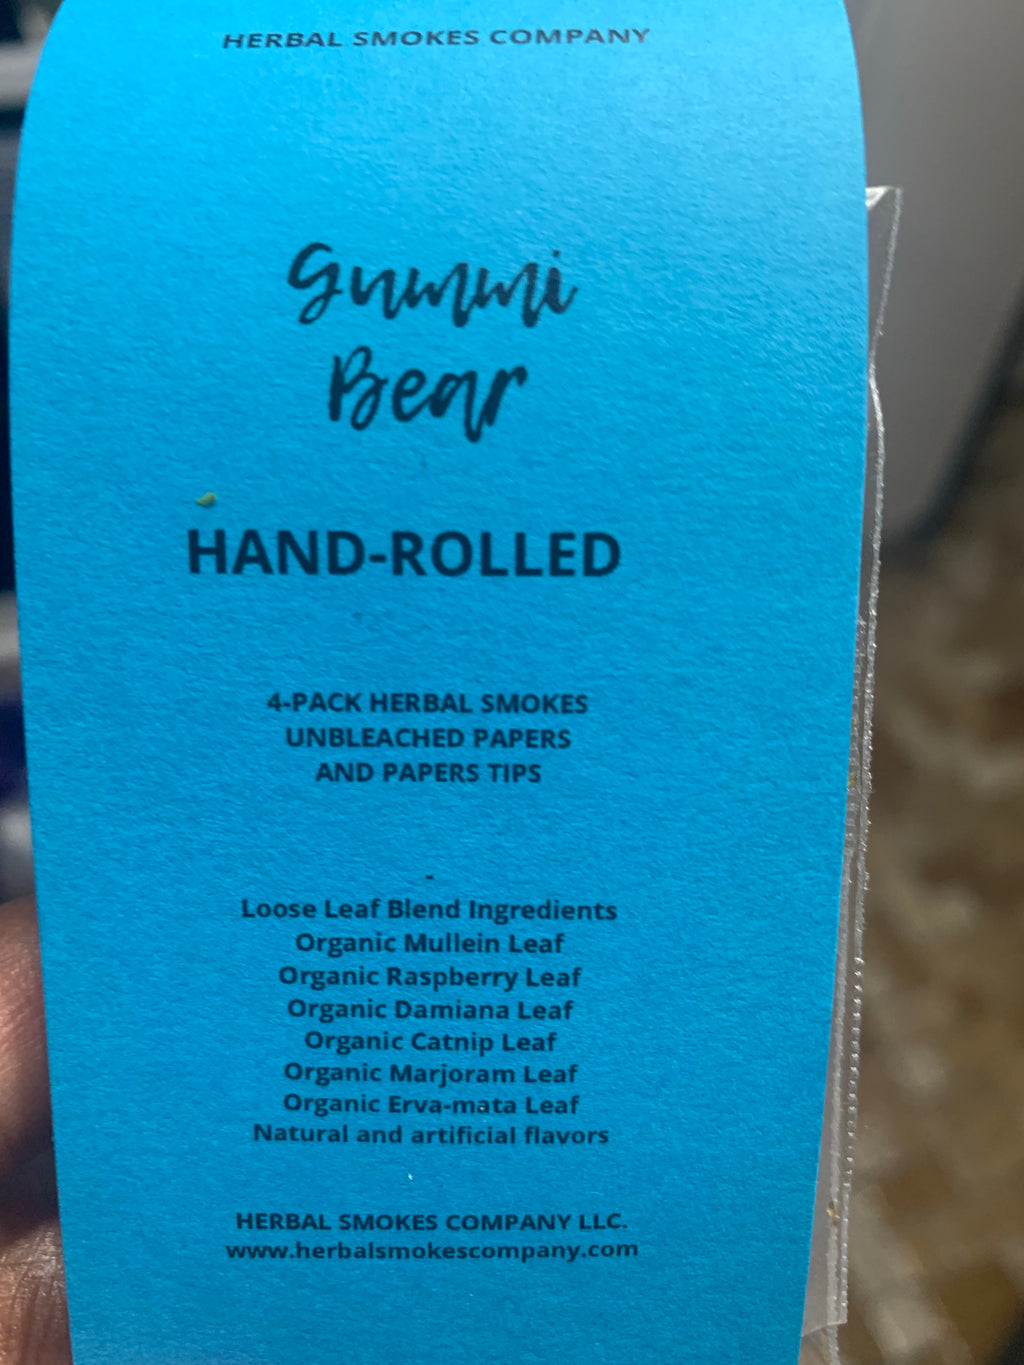 HERBAL SMOKES COMPANY
Gummi
Bear
HAND-ROLLED
4-PACK HERBAL SMOKES
UNBLEACHED PAPERS
AND PAPERS TIPS
-
Loose Leaf Blend Ingredients
Organic Mullein Leaf
Organic Raspberry Leaf
Organic Damiana Leaf
Organic Catnip Leaf
Organic Marjoram Leaf
Organic Erva-mata Leaf
Natural and artificial flavors
HERBAL SMOKES COMPANY LLC.
www.herbalsmokescompany.com